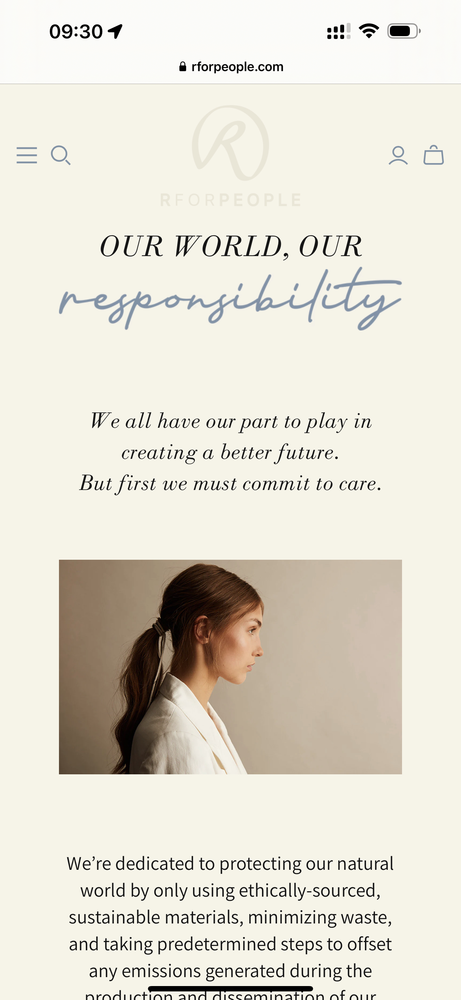 09:30
rforpeople.com
R
RFORPEOPLE
OUR WORLD, OUR
responsibility
We all have our part to play in
creating a better future.
But first we must commit to care.
We’re dedicated to protecting our natural
world by only using ethically-sourced,
sustainable materials, minimizing waste,
and taking predetermined steps to offset
any emissions generated during the
production and dissemination of our